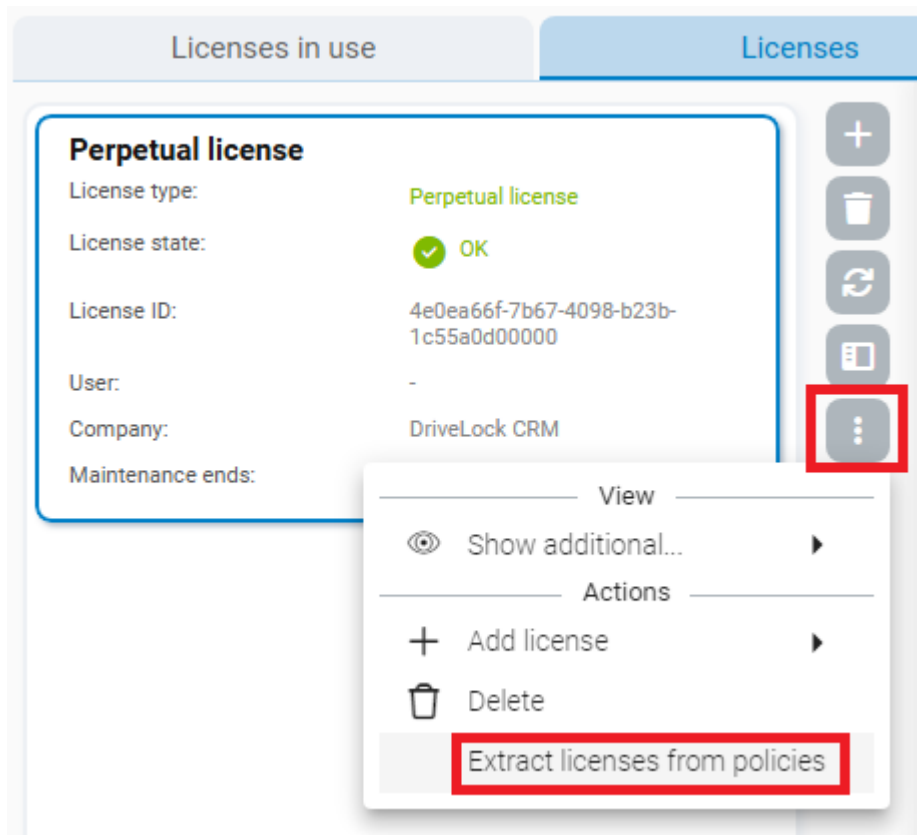 Licenses in use
Licenses
Perpetual license
License type:
Perpetual license
License state:
OK
License ID:
4e0ea66f-7b67-4098-b23b-
1c55a0d00000
User:
-
Company:
DriveLock CRM
Maintenance ends:
View
Show additional...
Actions
Add license
Delete
Extract licenses from policies